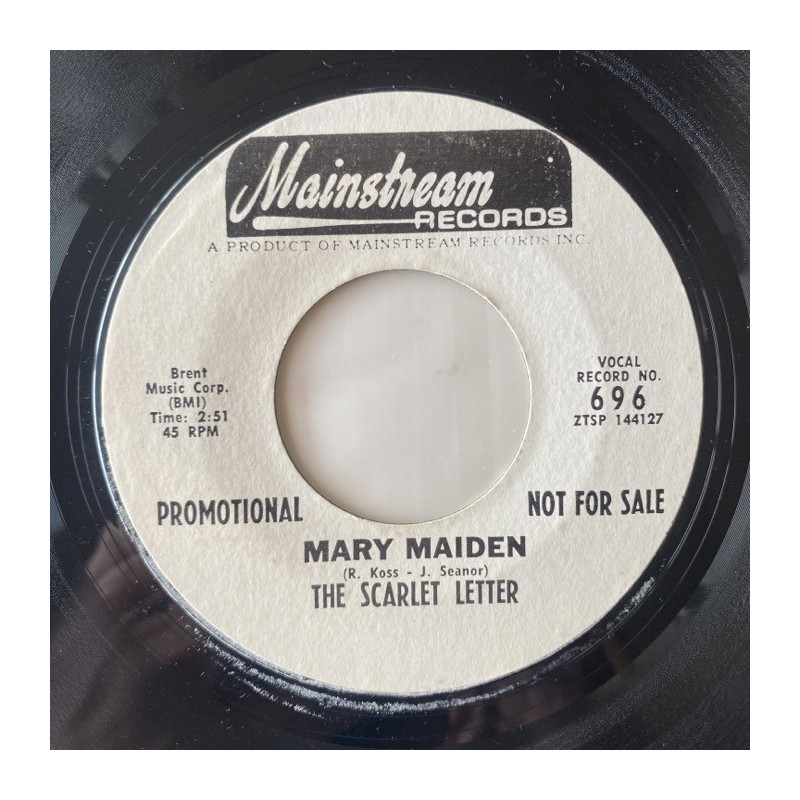 Mainstream
RECORDS
A PRODUCT OF MAINSTREAM RECORDS INC.
Brent
Music Corp.
(BMI)
Time: 2:51
45 RPM
VOCAL
RECORD NO.
696
ZTSP 144127
PROMOTIONAL
NOT FOR SALE
MARY MAIDEN
(R. Koss - J. Seanor)
THE SCARLET LETTER